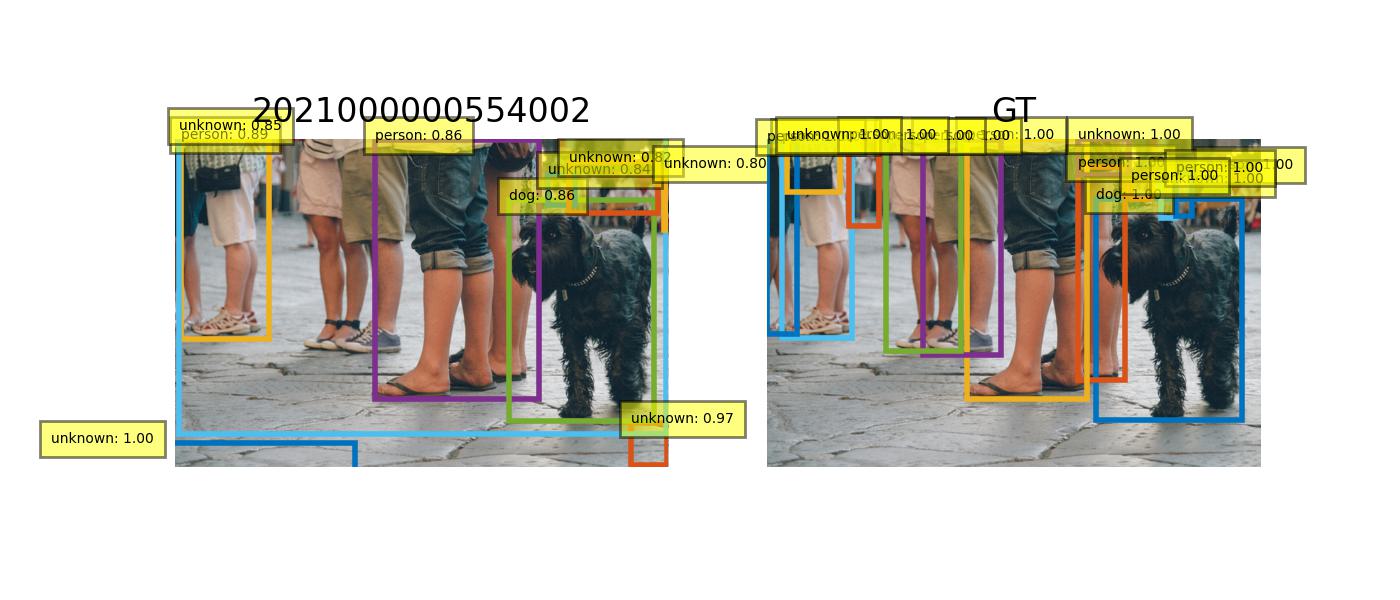 2021000000554002
unknown: 0.85
person: 0.89
person: 0.86
unknown: 0.82
unknown: 0.84
unknown: 0.80
dog: 0.86
unknown: 0.97
unknown: 1.00
GT
unknown: 1.00
1.00
1.00
1.00
1.00
unknown: 1.00
person: 1.00
person: 1.00
1.00
person: 1.00
1.00
dog: 1.00